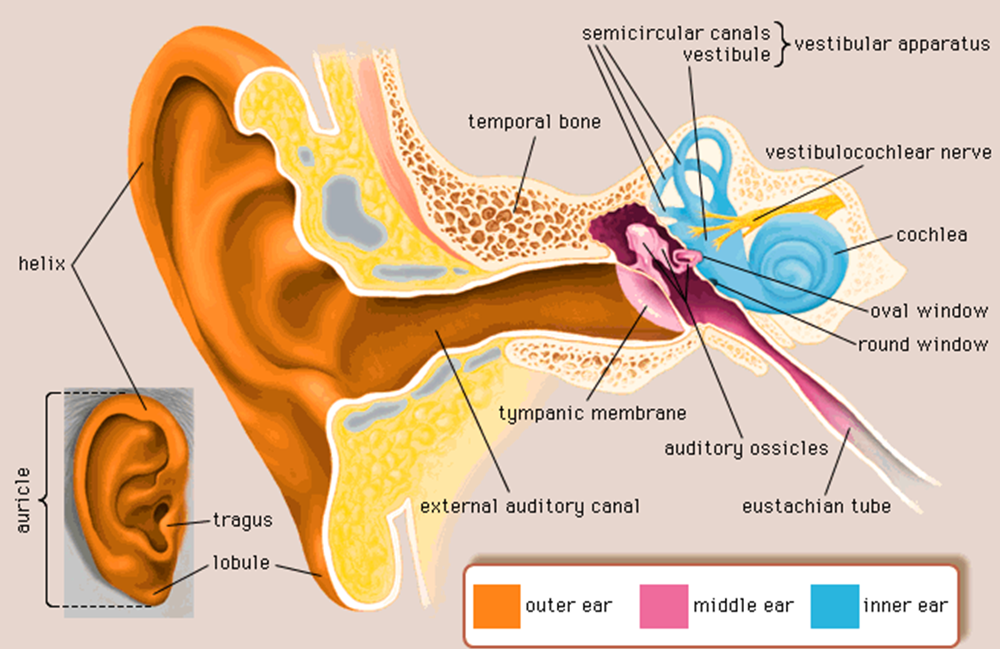 semicircular canals
vestibule
vestibular apparatus
temporal bone
vestibulocochlear nerve
cochlea
helix
oval window
round window
tympanic membrane
auditory ossicles
external auditory canal
eustachian tube
auricle
tragus
lobule
outer ear
middle ear
inner ear